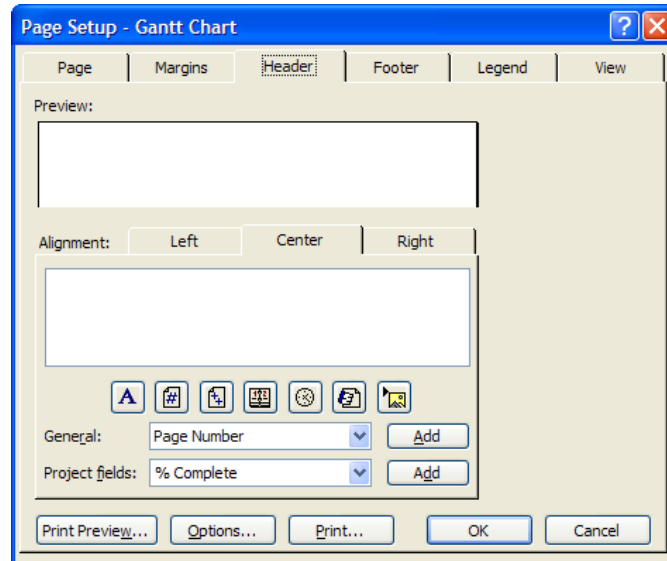 Page Setup - Gantt Chart
Page Margins Header Footer Legend View
Preview:
Alignment: Left Center Right
A #
General: Page Number Add
Project fields: % Complete Add
Print Preview... Options... Print... OK Cancel